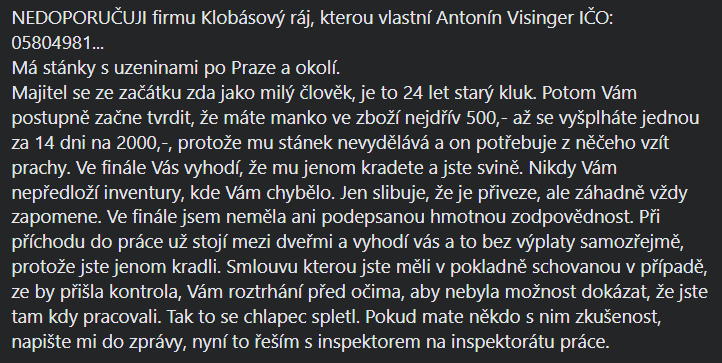 NEDOPORUČUJI firmu Klobásový ráj, kterou vlastní Antonín Visinger IČO:
05804981...
Má stánky s uzeninami po Praze a okolí.
Majitel se ze začátku zda jako milý člověk, je to 24 let starý kluk. Potom Vám
postupně začne tvrdit, že máte manko ve zboží nejdřív 500,- až se vyšplháte jednou
za 14 dni na 2000,-, protože mu stánek nevydělává a on potřebuje z něčeho vzít
prachy. Ve finále Vás vyhodí, že mu jenom kradete a jste svině. Nikdy Vám
nepředloží inventury, kde Vám chybělo. Jen slibuje, že je přiveze, ale záhadně vždy
zapomene. Ve finále jsem neměla ani podepsanou hmotnou zodpovědnost. Při
příchodu do práce už stojí mezi dveřmi a vyhodí vás a to bez výplaty samozřejmě,
protože jste jenom kradli. Smlouvu kterou jste měli v pokladně schovanou v případě,
ze by přišla kontrola, Vám roztrhání před očima, aby nebyla možnost dokázat, že jste
tam kdy pracovali. Tak to se chlapec spletl. Pokud mate někdo s nim zkušenost,
napište mi do zprávy, nyní to řeším s inspektorem na inspektorátu práce.